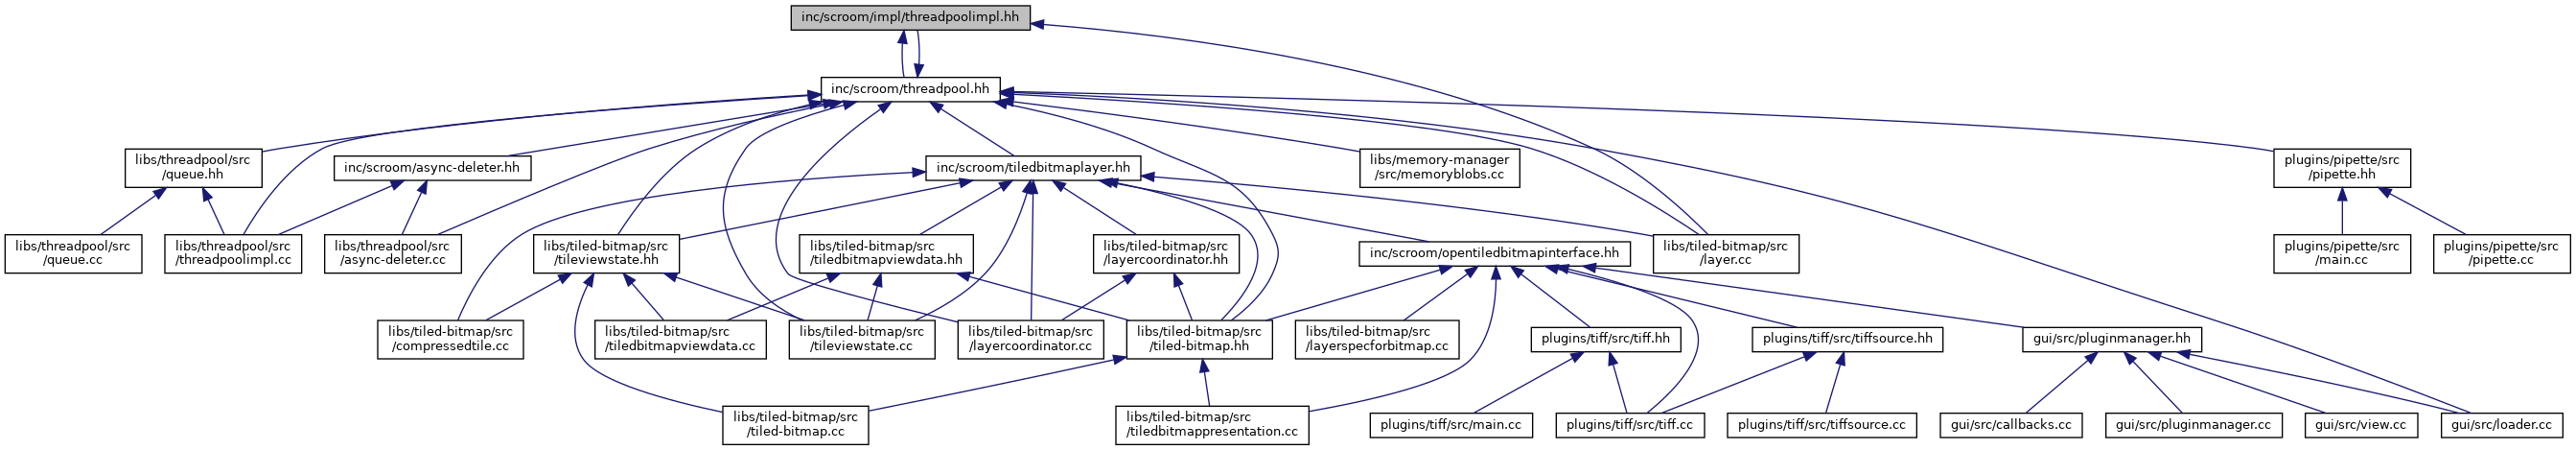 inc/scroom/impl/threadpoolimpl.hh
inc/scroom/threadpool.hh
libs/threadpool/src
/queue.hh
inc/scroom/async-deleter.hh
inc/scroom/tiledbitmaplayer.hh
libs/memory-manager
/src/memoryblobs.cc
plugins/pipette/src
/pipette.hh
libs/threadpool/src
/queue.cc
libs/threadpool/src
/threadpoolimpl.cc
libs/threadpool/src
/async-deleter.cc
libs/tiled-bitmap/src
/tileviewstate.hh
libs/tiled-bitmap/src
/tiledbitmapviewdata.hh
libs/tiled-bitmap/src
/layercoordinator.hh
inc/scroom/opentiledbitmapinterface.hh
libs/tiled-bitmap/src
/layer.cc
plugins/pipette/src
/main.cc
plugins/pipette/src
/pipette.cc
libs/tiled-bitmap/src
/compressedtile.cc
libs/tiled-bitmap/src
/tiledbitmapviewdata.cc
libs/tiled-bitmap/src
/tileviewstate.cc
libs/tiled-bitmap/src
/layercoordinator.cc
libs/tiled-bitmap/src
/tiled-bitmap.hh
libs/tiled-bitmap/src
/layerspecforbitmap.cc
plugins/tiff/src/tiff.hh
plugins/tiff/src/tiffsource.hh
gui/src/pluginmanager.hh
libs/tiled-bitmap/src
/tiled-bitmap.cc
libs/tiled-bitmap/src
/tiledbitmappresentation.cc
plugins/tiff/src/main.cc
plugins/tiff/src/tiff.cc
plugins/tiff/src/tiffsource.cc
gui/src/callbacks.cc
gui/src/pluginmanager.cc
gui/src/view.cc
gui/src/loader.cc